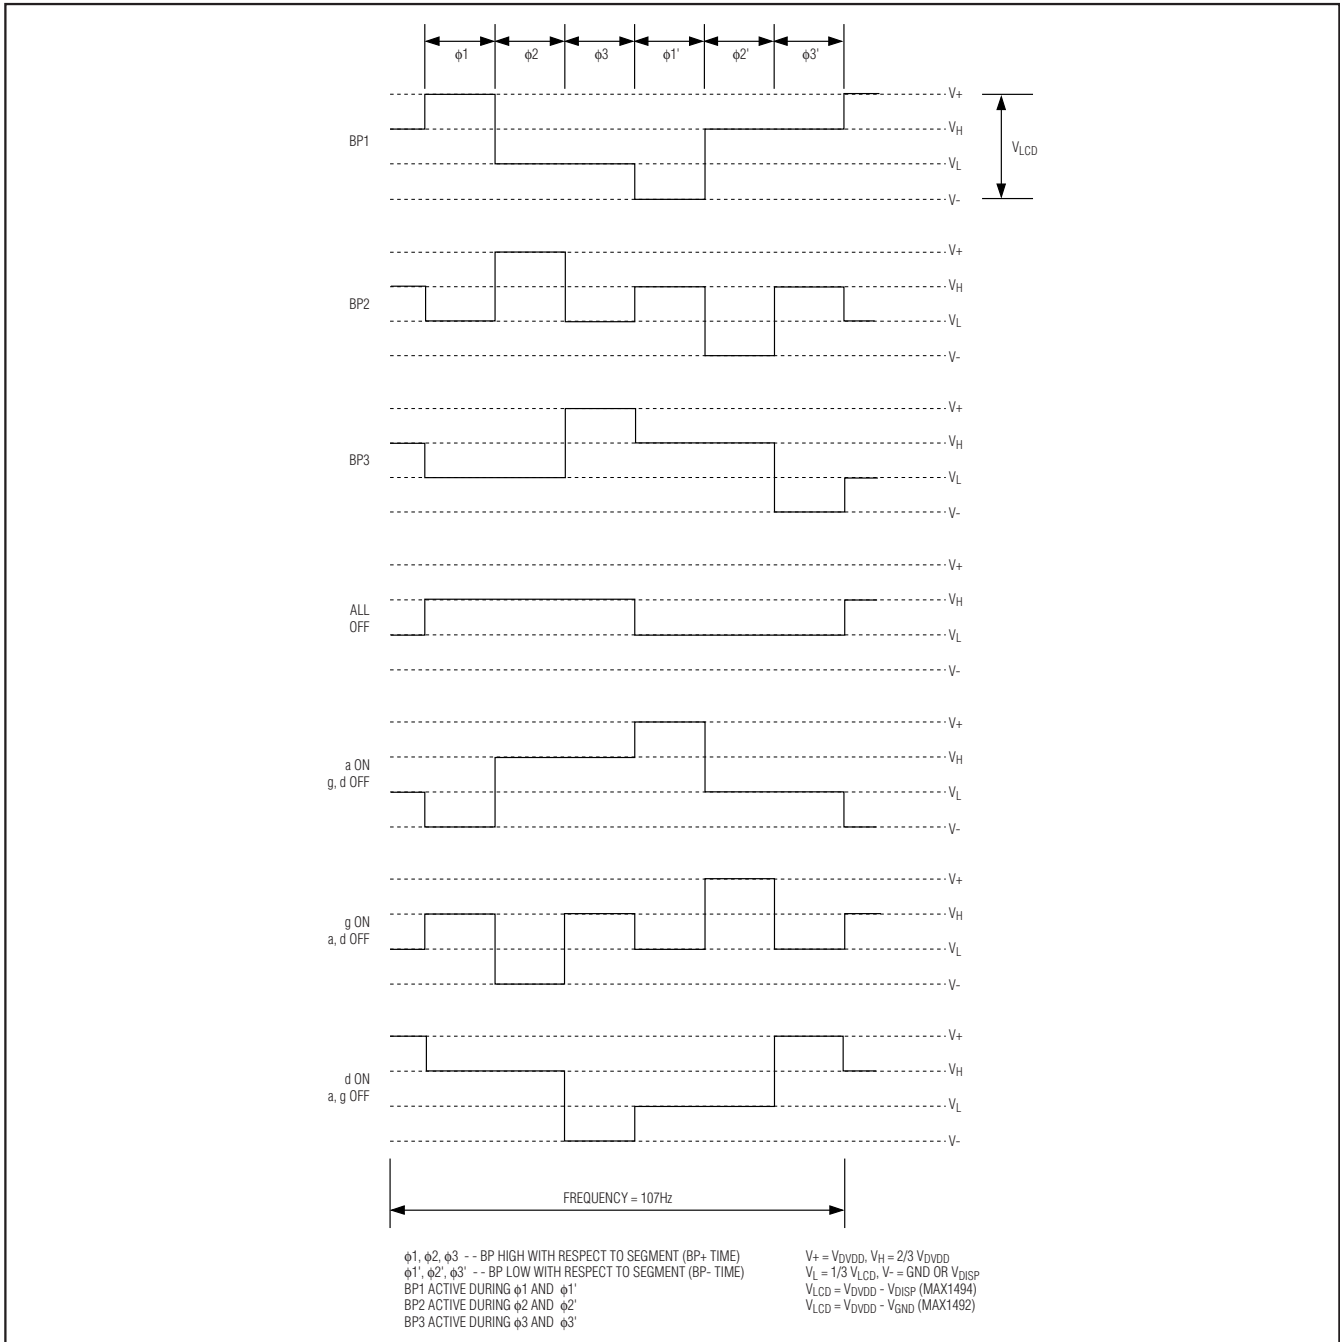 ϕ1 ϕ2 ϕ3 ϕ1' ϕ2' ϕ3'
BP1
V+
VH
VL
V-
VLCD
BP2
V+
VH
VL
V-
BP3
V+
VH
VL
V-
ALL
OFF
V+
VH
VL
V-
a ON
g, d OFF
V+
VH
VL
V-
g ON
a, d OFF
V+
VH
VL
V-
d ON
a, g OFF
V+
VH
VL
V-
FREQUENCY = 107Hz
ϕ1, ϕ2, ϕ3 - - BP HIGH WITH RESPECT TO SEGMENT (BP+ TIME)
ϕ1', ϕ2', ϕ3' - - BP LOW WITH RESPECT TO SEGMENT (BP- TIME)
BP1 ACTIVE DURING ϕ1 AND ϕ1'
BP2 ACTIVE DURING ϕ2 AND ϕ2'
BP3 ACTIVE DURING ϕ3 AND ϕ3'
V+ = VDVDD, VH = 2/3 VDVDD
VL = 1/3 VLCD, V- = GND OR VDISP
VLCD = VDVDD - VDISP (MAX1494)
VLCD = VDVDD - VGND (MAX1492)